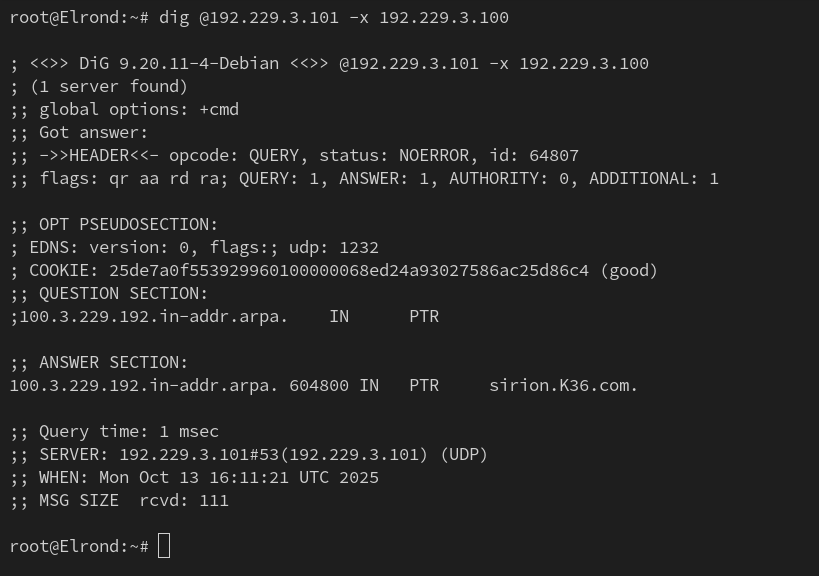 root@Elrond:~# dig @192.229.3.101 -x 192.229.3.100

; <<>> DiG 9.20.11-4-Debian <<>> @192.229.3.101 -x 192.229.3.100
; (1 server found)
;; global options: +cmd
;; Got answer:
;; ->>HEADER<<- opcode: QUERY, status: NOERROR, id: 64807
;; flags: qr aa rd ra; QUERY: 1, ANSWER: 1, AUTHORITY: 0, ADDITIONAL: 1

;; OPT PSEUDOSECTION:
; EDNS: version: 0, flags:; udp: 1232
; COOKIE: 25de7a0f553929960100000068ed24a93027586ac25d86c4 (good)
;; QUESTION SECTION:
;100.3.229.192.in-addr.arpa.    IN      PTR

;; ANSWER SECTION:
100.3.229.192.in-addr.arpa. 604800 IN   PTR     sirion.K36.com.

;; Query time: 1 msec
;; SERVER: 192.229.3.101#53(192.229.3.101) (UDP)
;; WHEN: Mon Oct 13 16:11:21 UTC 2025
;; MSG SIZE  rcvd: 111

root@Elrond:~#